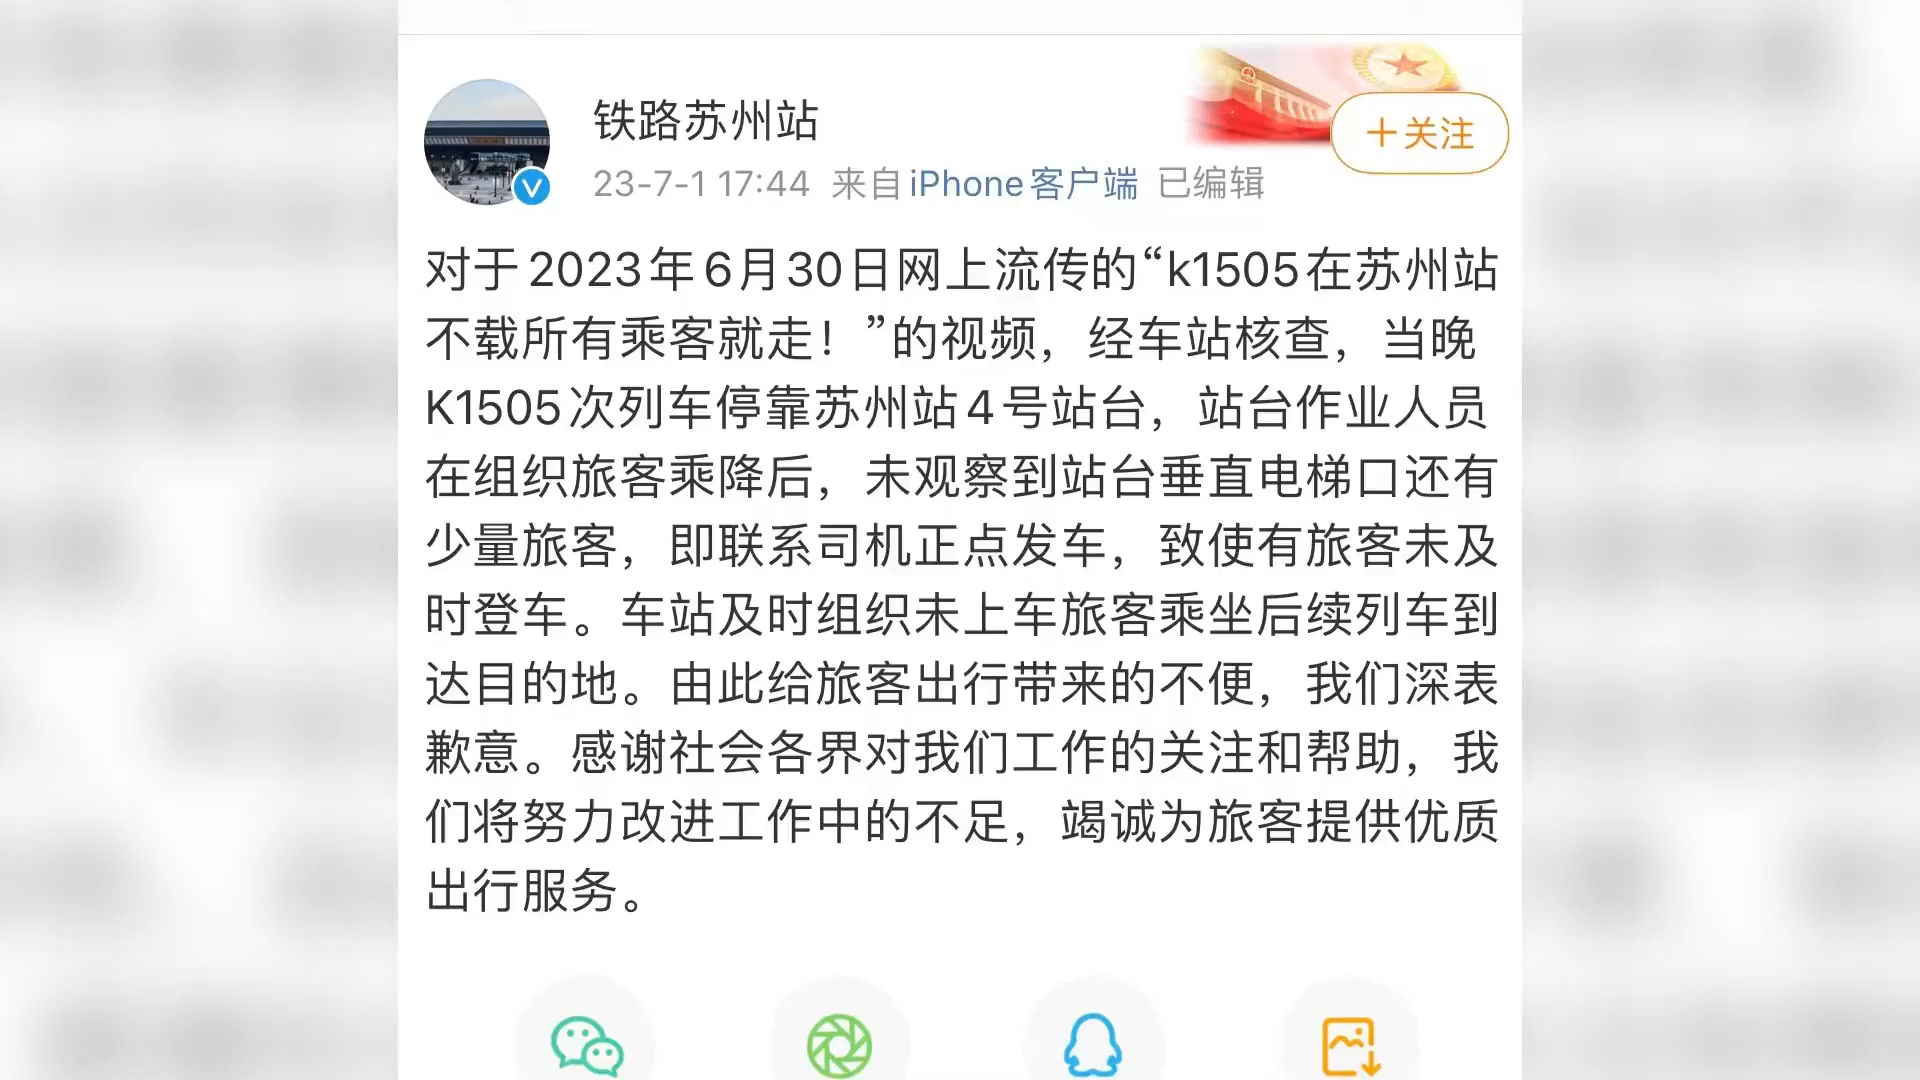 铁路苏州站
+关注
23-7-1 17:44 来自iPhone客户端 已编辑
对于2023年6月30日网上流传的“k1505在苏州站
不载所有乘客就走！”的视频，经车站核查，当晚
K1505次列车停靠苏州站4号站台，站台作业人员
在组织旅客乘降后，未观察到站台垂直电梯口还有
少量旅客，即联系司机正点发车，致使有旅客未及
时登车。车站及时组织未上车旅客乘坐后续列车到
达目的地。由此给旅客出行带来的不便，我们深表
歉意。感谢社会各界对我们工作的关注和帮助，我
们将努力改进工作中的不足，竭诚为旅客提供优质
出行服务。